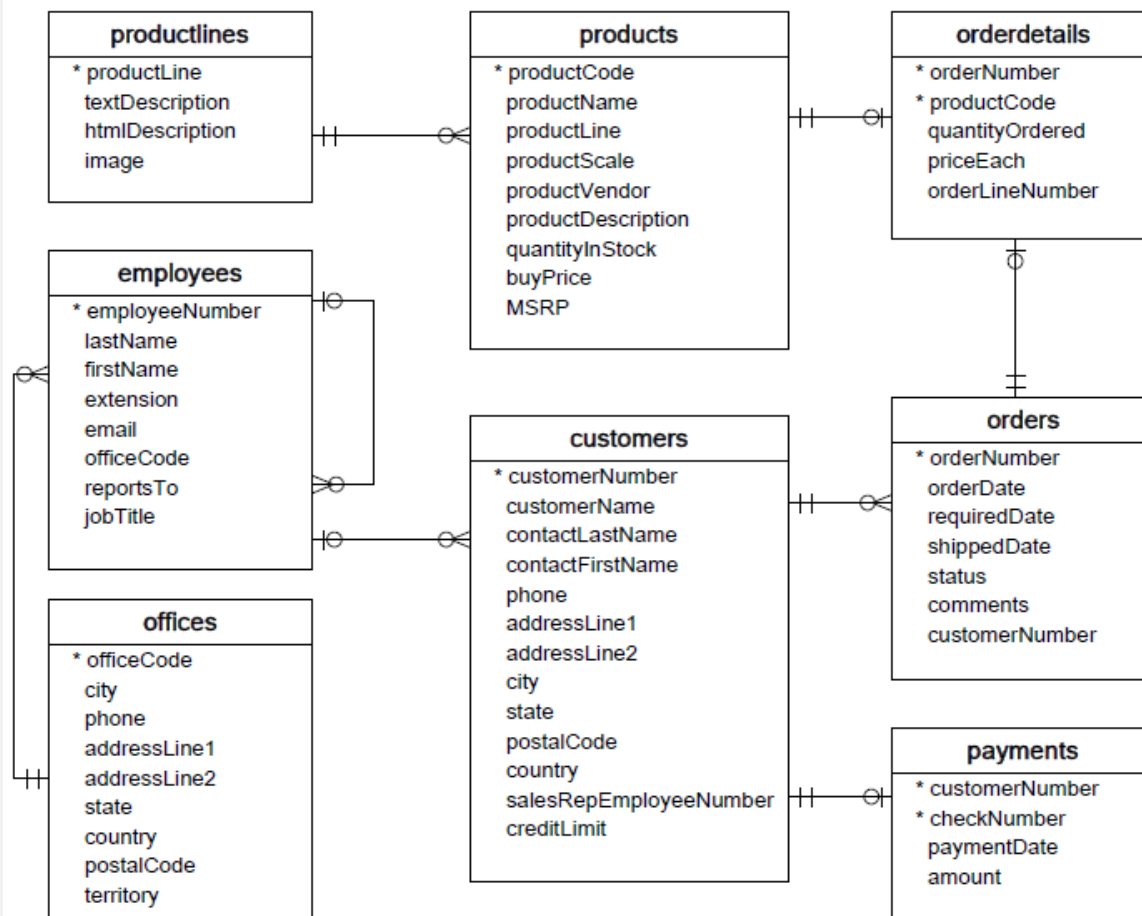 productlines
* productLine
textDescription
htmlDescription
image
products
* productCode
productName
productLine
productScale
productVendor
productDescription
quantityInStock
buyPrice
MSRP
orderdetails
* orderNumber
* productCode
quantityOrdered
priceEach
orderLineNumber
employees
* employeeNumber
lastName
firstName
extension
email
officeCode
reportsTo
jobTitle
customers
* customerNumber
customerName
contactLastName
contactFirstName
phone
addressLine1
addressLine2
city
state
postalCode
country
salesRepEmployeeNumber
creditLimit
orders
* orderNumber
orderDate
requiredDate
shippedDate
status
comments
customerNumber
offices
* officeCode
city
phone
addressLine1
addressLine2
state
country
postalCode
territory
payments
* customerNumber
* checkNumber
paymentDate
amount